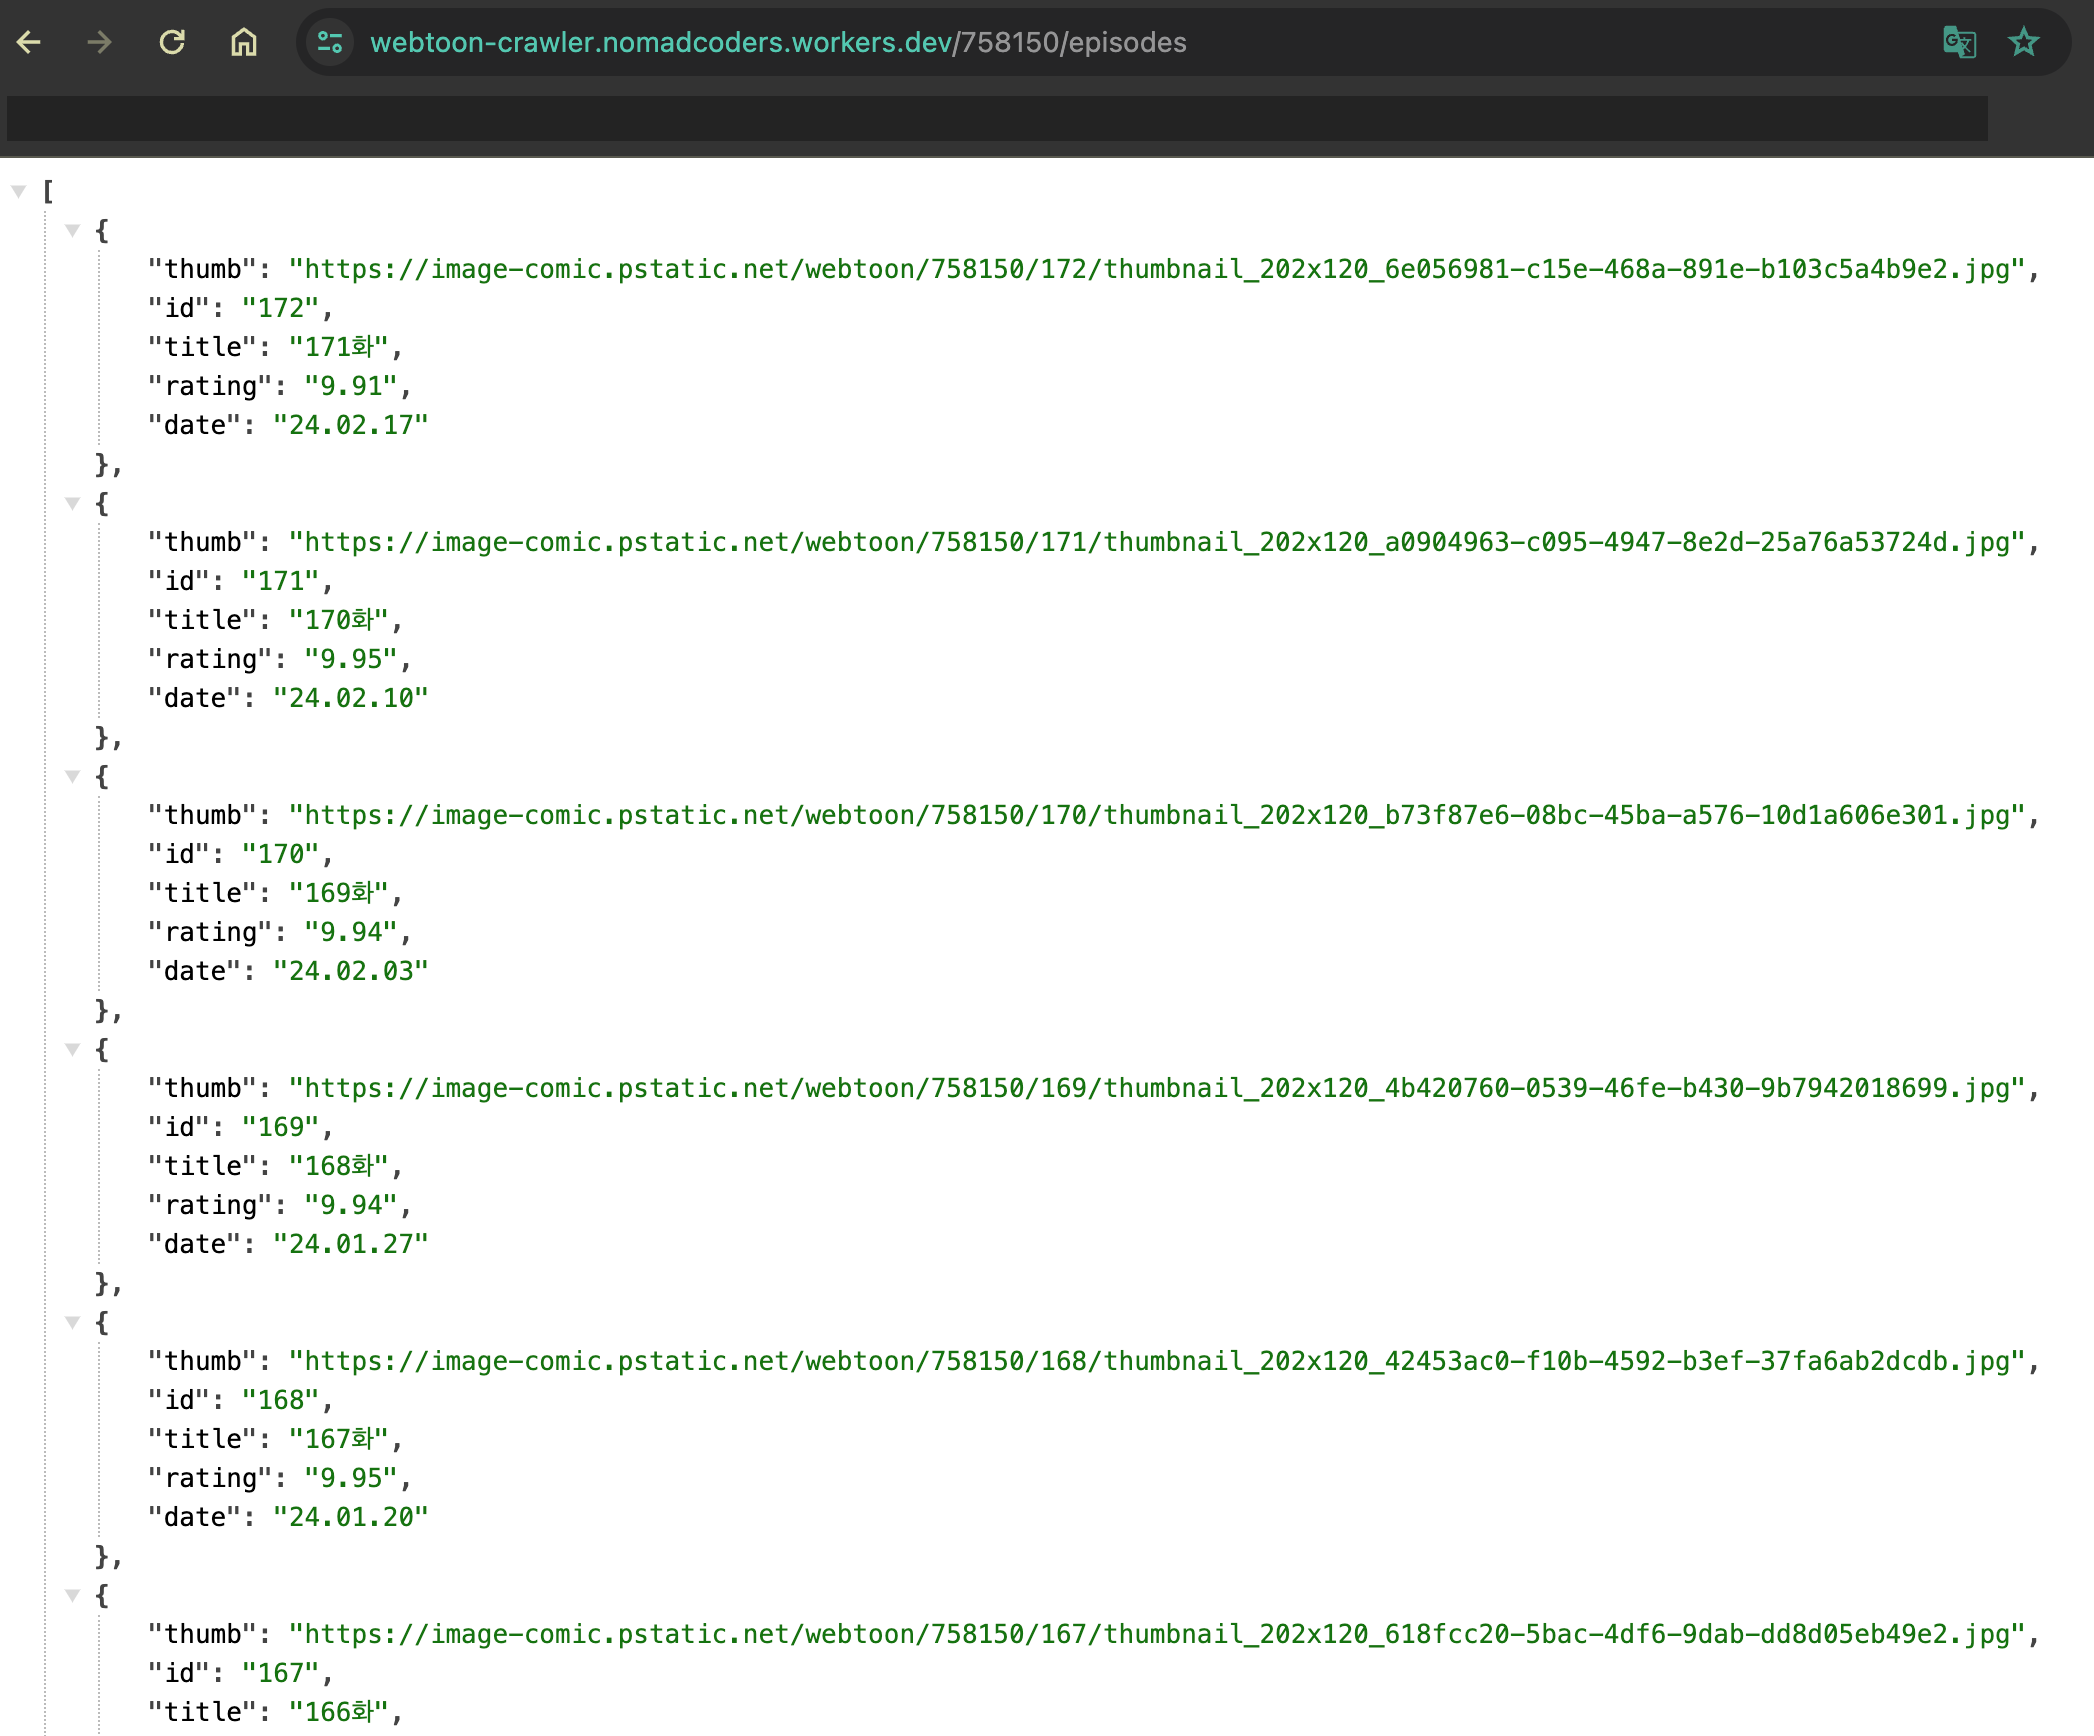 webtoon-crawler.nomadcoders.workers.dev/758150/episodes
[
{
"thumb": "https://image-comic.pstatic.net/webtoon/758150/172/thumbnail_202x120_6e056981-c15e-468a-891e-b103c5a4b9e2.jpg",
"id": "172",
"title": "171화",
"rating": "9.91",
"date": "24.02.17"
},
{
"thumb": "https://image-comic.pstatic.net/webtoon/758150/171/thumbnail_202x120_a0904963-c095-4947-8e2d-25a76a53724d.jpg",
"id": "171",
"title": "170화",
"rating": "9.95",
"date": "24.02.10"
},
{
"thumb": "https://image-comic.pstatic.net/webtoon/758150/170/thumbnail_202x120_b73f87e6-08bc-45ba-a576-10d1a606e301.jpg",
"id": "170",
"title": "169화",
"rating": "9.94",
"date": "24.02.03"
},
{
"thumb": "https://image-comic.pstatic.net/webtoon/758150/169/thumbnail_202x120_4b420760-0539-46fe-b430-9b7942018699.jpg",
"id": "169",
"title": "168화",
"rating": "9.94",
"date": "24.01.27"
},
{
"thumb": "https://image-comic.pstatic.net/webtoon/758150/168/thumbnail_202x120_42453ac0-f10b-4592-b3ef-37fa6ab2dcdb.jpg",
"id": "168",
"title": "167화",
"rating": "9.95",
"date": "24.01.20"
},
{
"thumb": "https://image-comic.pstatic.net/webtoon/758150/167/thumbnail_202x120_618fcc20-5bac-4df6-9dab-dd8d05eb49e2.jpg",
"id": "167",
"title": "166화",